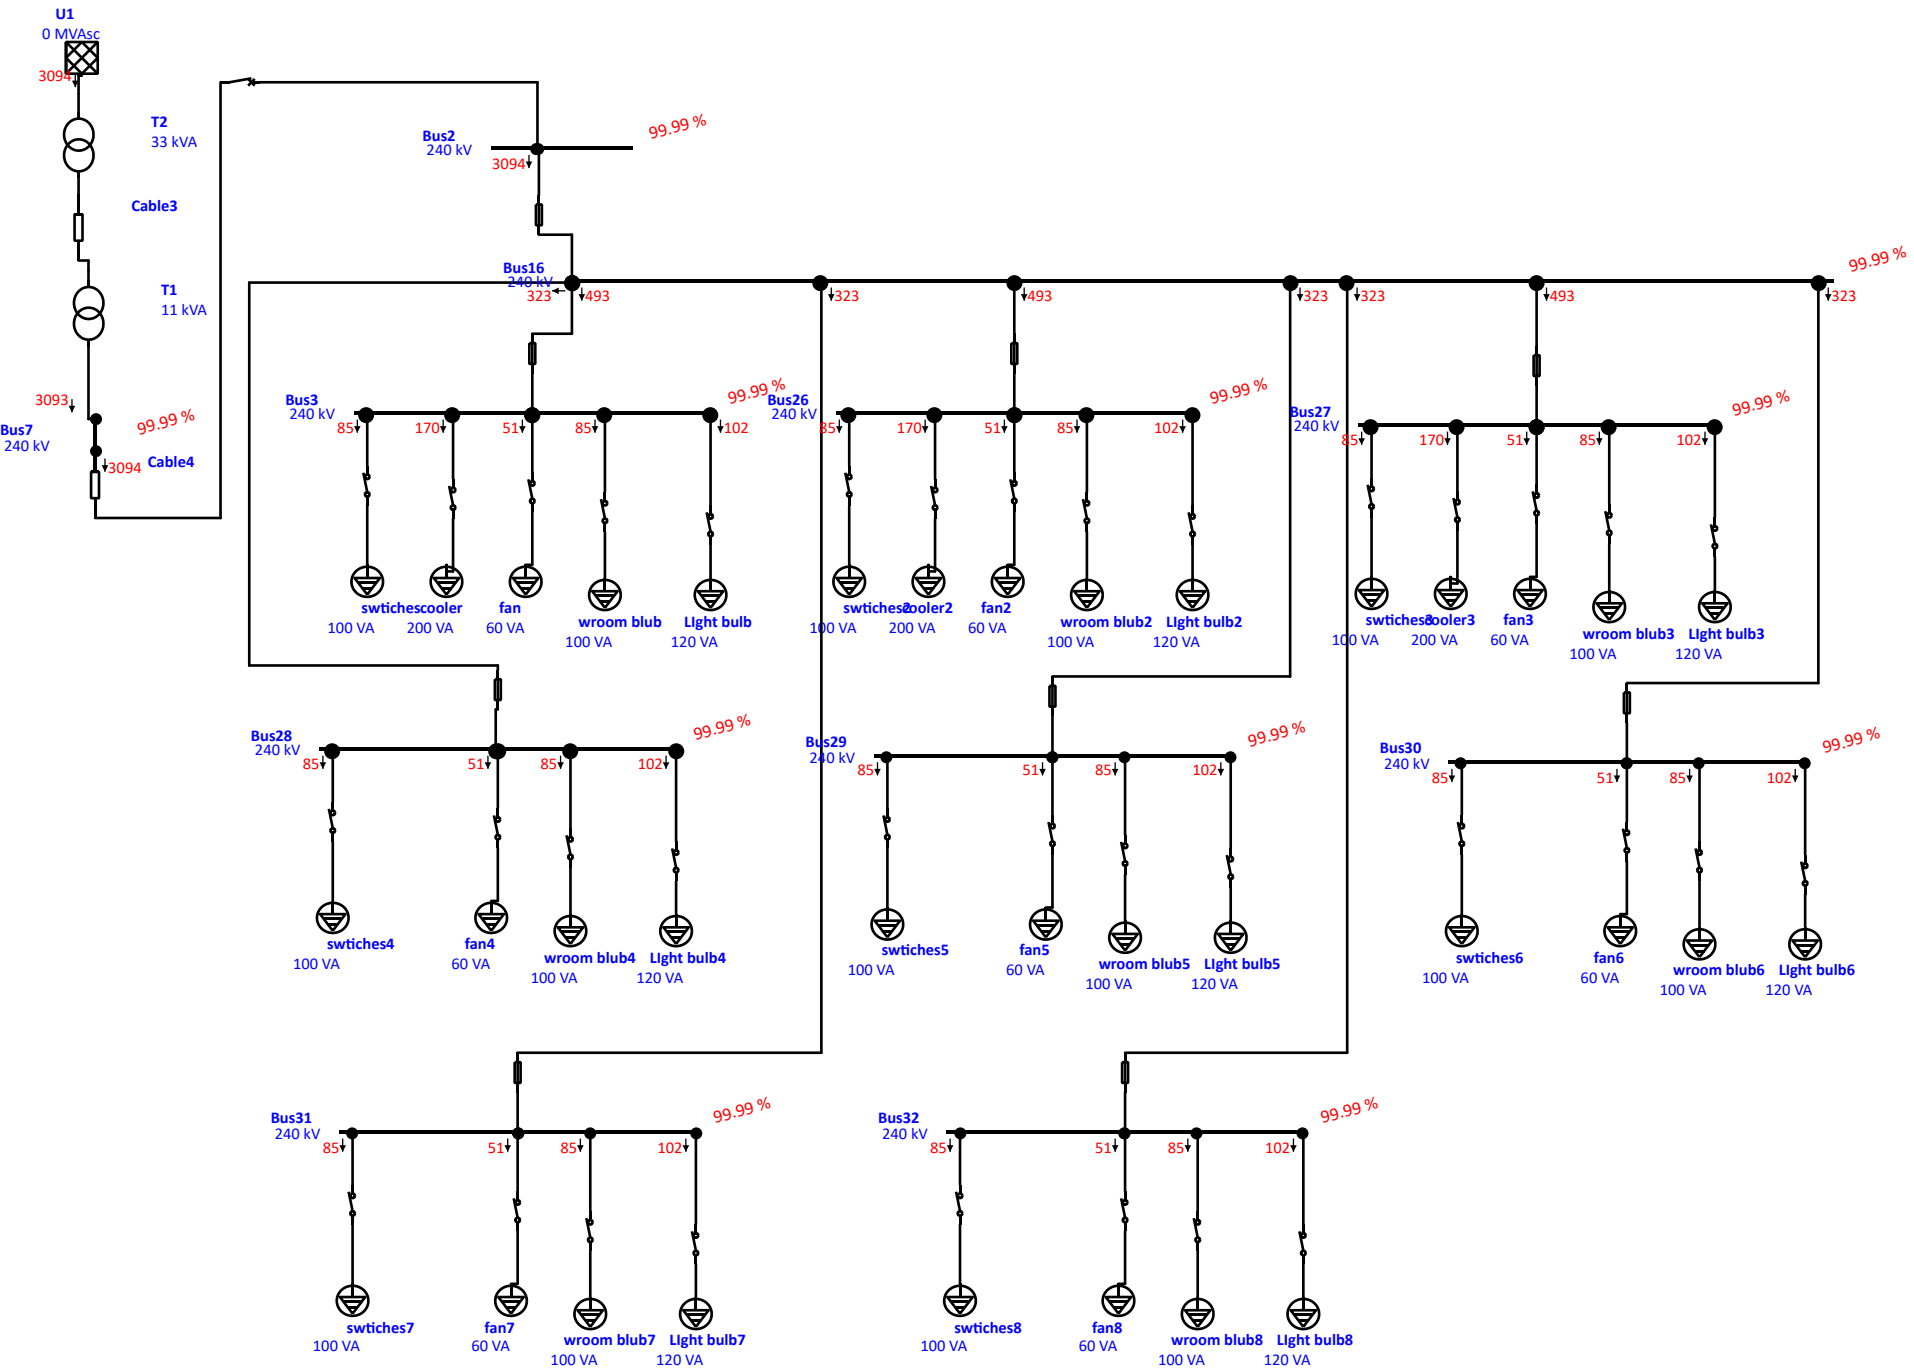 U1
0 MVAsc
3094
T2
33 kVA
Cable3
T1
11 kVA
3093
99.99 %
Bus7
240 kV
3094
Cable4
Bus2
240 kV
99.99 %
3094
Bus16
240 kV
99.99 %
323
493
323
493
323
323
493
323
Bus3
240 kV
99.99 %
85
170
51
85
102
swtiches
cooler
fan
wroom blub
LIght bulb
100 VA
200 VA
60 VA
100 VA
120 VA
Bus26
240 kV
99.99 %
85
170
51
85
102
swtiches2
cooler2
fan2
wroom blub2
LIght bulb2
100 VA
200 VA
60 VA
100 VA
120 VA
Bus27
240 kV
99.99 %
85
170
51
85
102
swtiches3
cooler3
fan3
wroom blub3
LIght bulb3
100 VA
200 VA
60 VA
100 VA
120 VA
Bus28
240 kV
99.99 %
85
51
85
102
swtiches4
fan4
wroom blub4
LIght bulb4
100 VA
60 VA
100 VA
120 VA
Bus29
240 kV
99.99 %
85
51
85
102
swtiches5
fan5
wroom blub5
LIght bulb5
100 VA
60 VA
100 VA
120 VA
Bus30
240 kV
99.99 %
85
51
85
102
swtiches6
fan6
wroom blub6
LIght bulb6
100 VA
60 VA
100 VA
120 VA
Bus31
240 kV
99.99 %
85
51
85
102
swtiches7
fan7
wroom blub7
LIght bulb7
100 VA
60 VA
100 VA
120 VA
Bus32
240 kV
99.99 %
85
51
85
102
swtiches8
fan8
wroom blub8
LIght bulb8
100 VA
60 VA
100 VA
120 VA